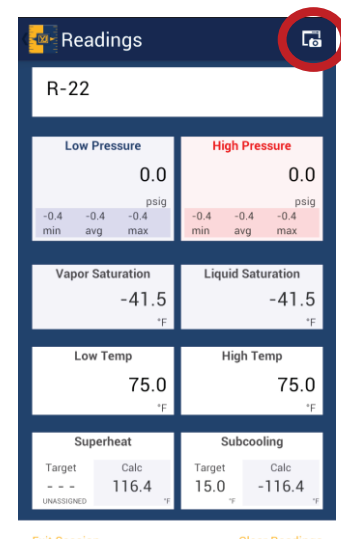 Readings
R-22
Low Pressure
0.0
psig
-0.4 -0.4 -0.4
min avg max
High Pressure
0.0
psig
-0.4 -0.4 -0.4
min avg max
Vapor Saturation
-41.5
°F
Liquid Saturation
-41.5
°F
Low Temp
75.0
°F
High Temp
75.0
°F
Superheat
Target Calc
- - - 116.4
UNASSIGNED °F
Subcooling
Target Calc
15.0 -116.4
°F °F